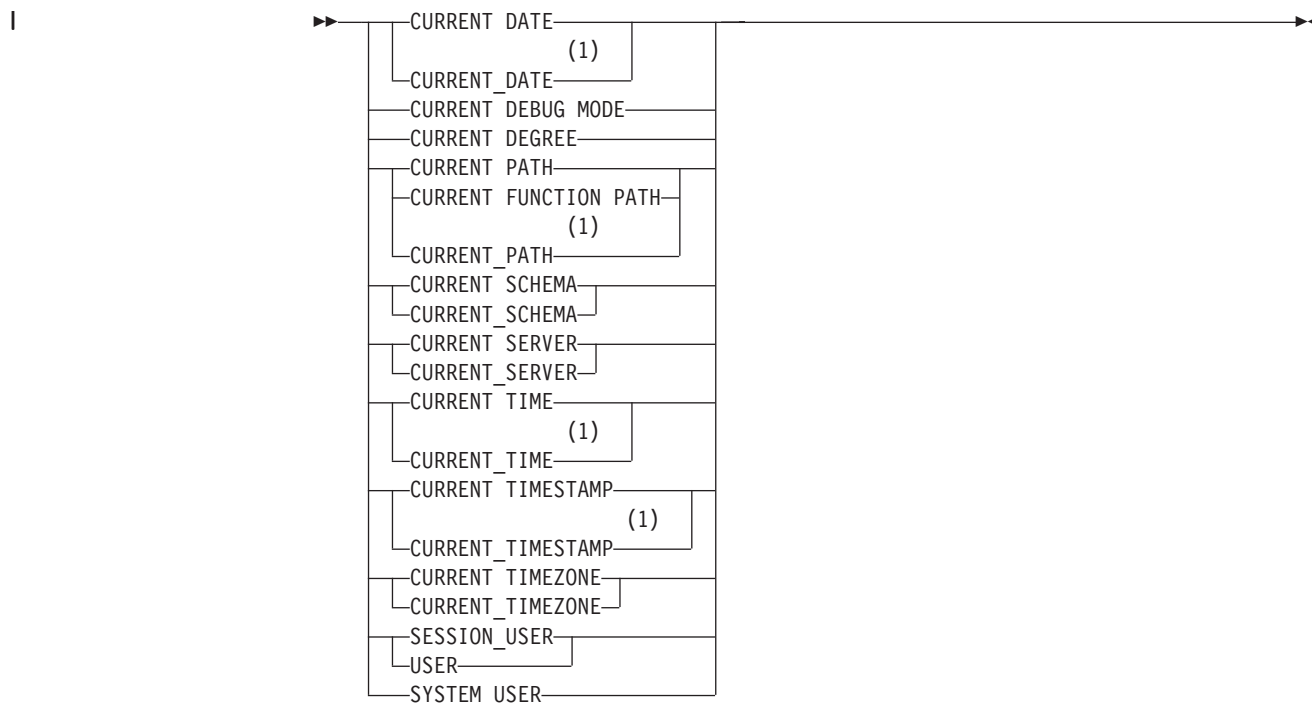 CURRENT DATE
(1)
CURRENT_DATE
CURRENT DEBUG MODE
CURRENT DEGREE
CURRENT PATH
CURRENT FUNCTION PATH
(1)
CURRENT_PATH
CURRENT SCHEMA
CURRENT_SCHEMA
CURRENT SERVER
CURRENT_SERVER
CURRENT TIME
(1)
CURRENT_TIME
CURRENT TIMESTAMP
(1)
CURRENT_TIMESTAMP
CURRENT TIMEZONE
CURRENT_TIMEZONE
SESSION_USER
USER
SYSTEM USER